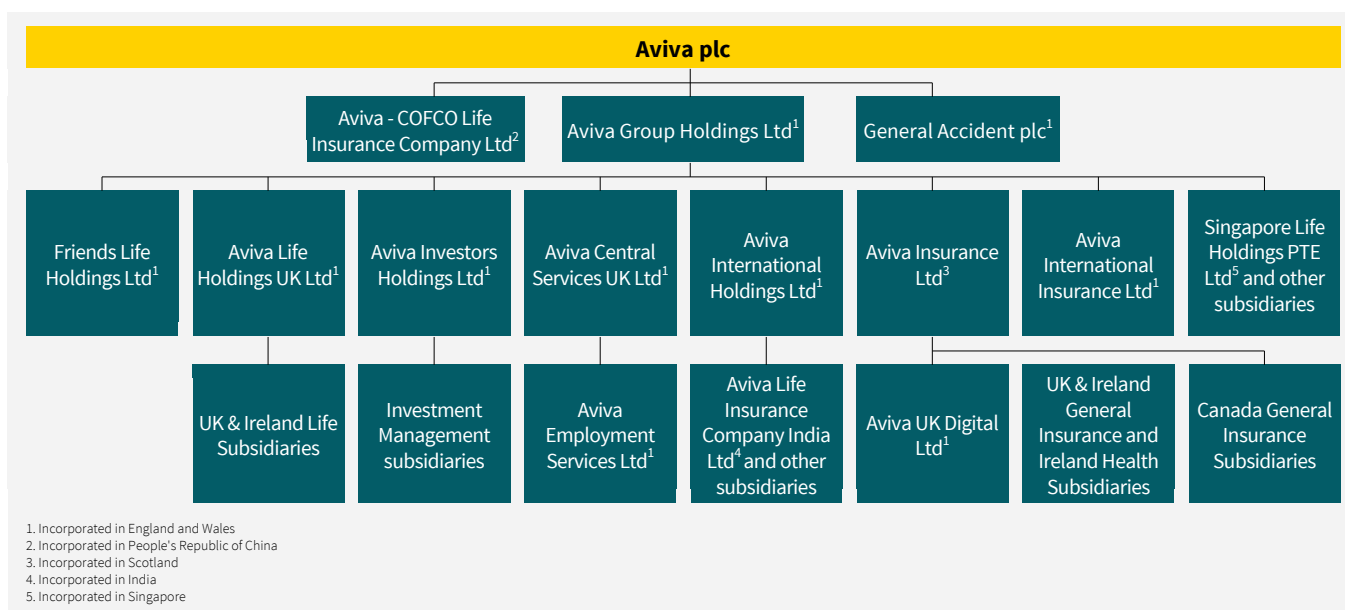 Aviva plc
Aviva - COFCO Life
Insurance Company Ltd2
Aviva Group Holdings Ltd1
General Accident plc1
Friends Life
Holdings Ltd1
Aviva Life
Holdings UK Ltd1
Aviva Investors
Holdings Ltd1
Aviva Central
Services UK Ltd1
Aviva
International
Holdings Ltd1
Aviva Insurance
Ltd3
Aviva
International
Insurance Ltd1
Singapore Life
Holdings PTE
Ltd5 and other
subsidiaries
UK & Ireland Life
Subsidiaries
Investment
Management
subsidiaries
Aviva
Employment
Services Ltd1
Aviva Life
Insurance
Company India
Ltd4 and other
subsidiaries
Aviva UK Digital
Ltd1
UK & Ireland
General
Insurance and
Ireland Health
Subsidiaries
Canada General
Insurance
Subsidiaries
1. Incorporated in England and Wales
2. Incorporated in People's Republic of China
3. Incorporated in Scotland
4. Incorporated in India
5. Incorporated in Singapore